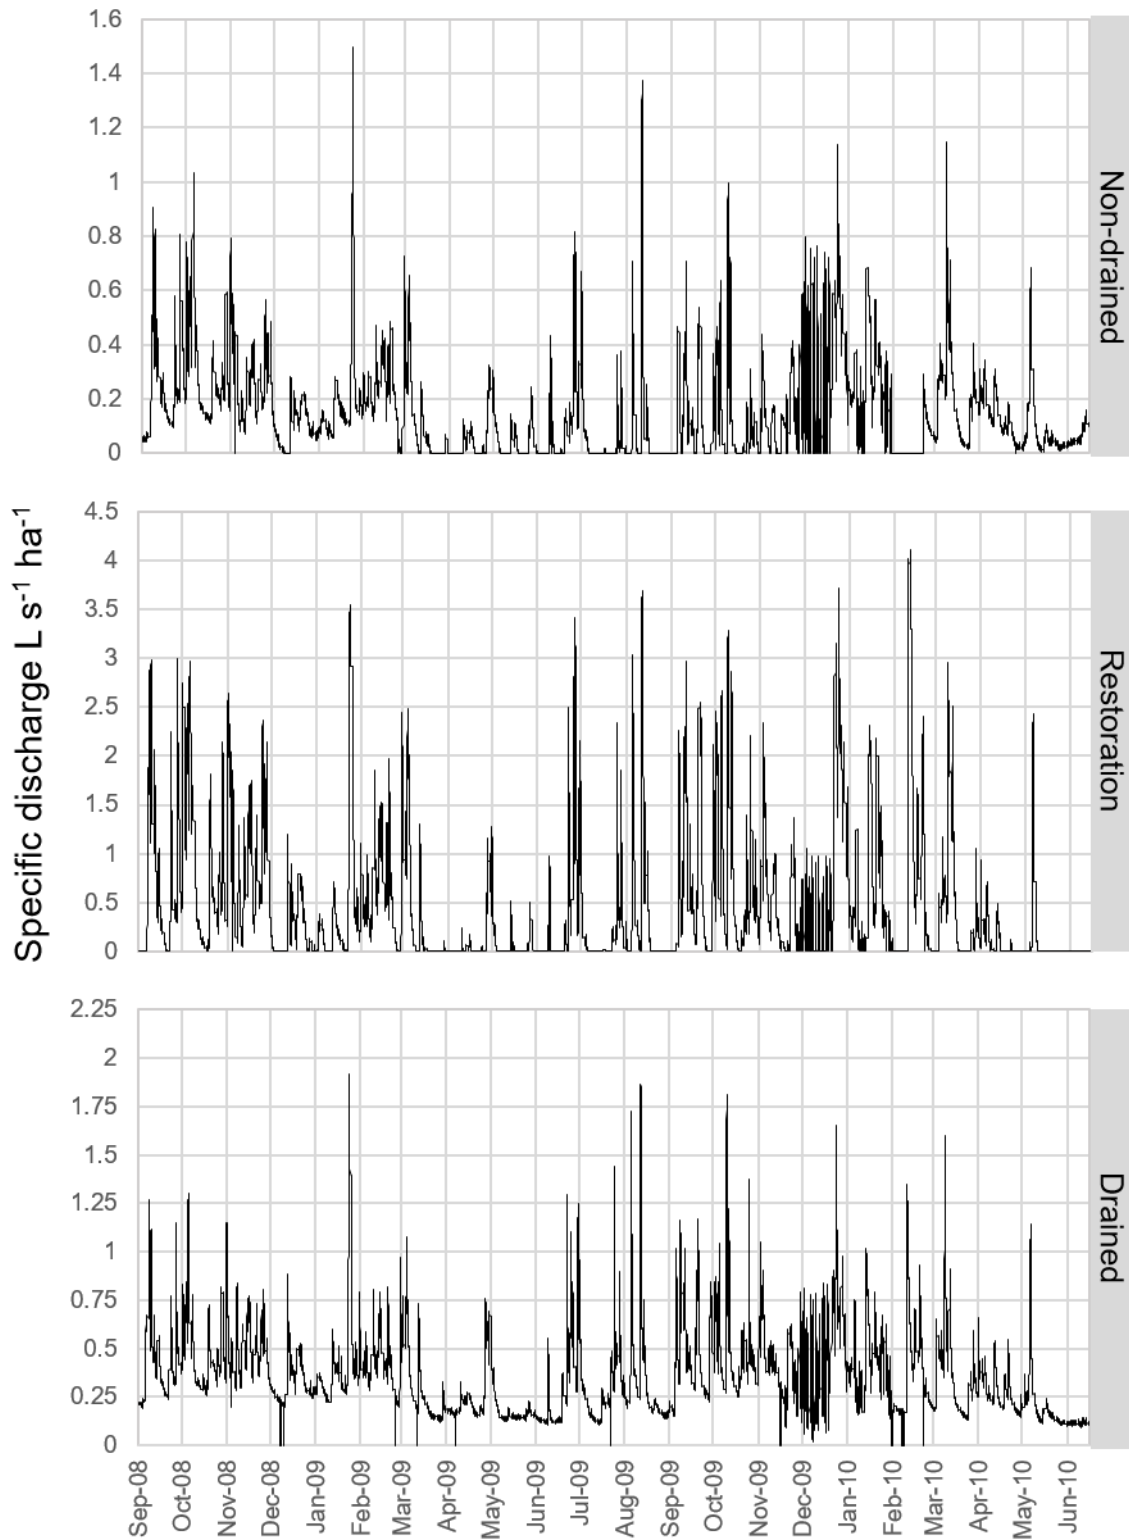 1.6
1.4
1.2
1
0.8
0.6
0.4
0.2
0
Non-drained
Specific discharge L s⁻¹ ha⁻¹
4.5
4
3.5
3
2.5
2
1.5
1
0.5
0
Restoration
2.25
2
1.75
1.5
1.25
1
0.75
0.5
0.25
0
Drained
Sep-08
Oct-08
Nov-08
Dec-08
Jan-09
Feb-09
Mar-09
Apr-09
May-09
Jun-09
Jul-09
Aug-09
Sep-09
Oct-09
Nov-09
Dec-09
Jan-10
Feb-10
Mar-10
Apr-10
May-10
Jun-10